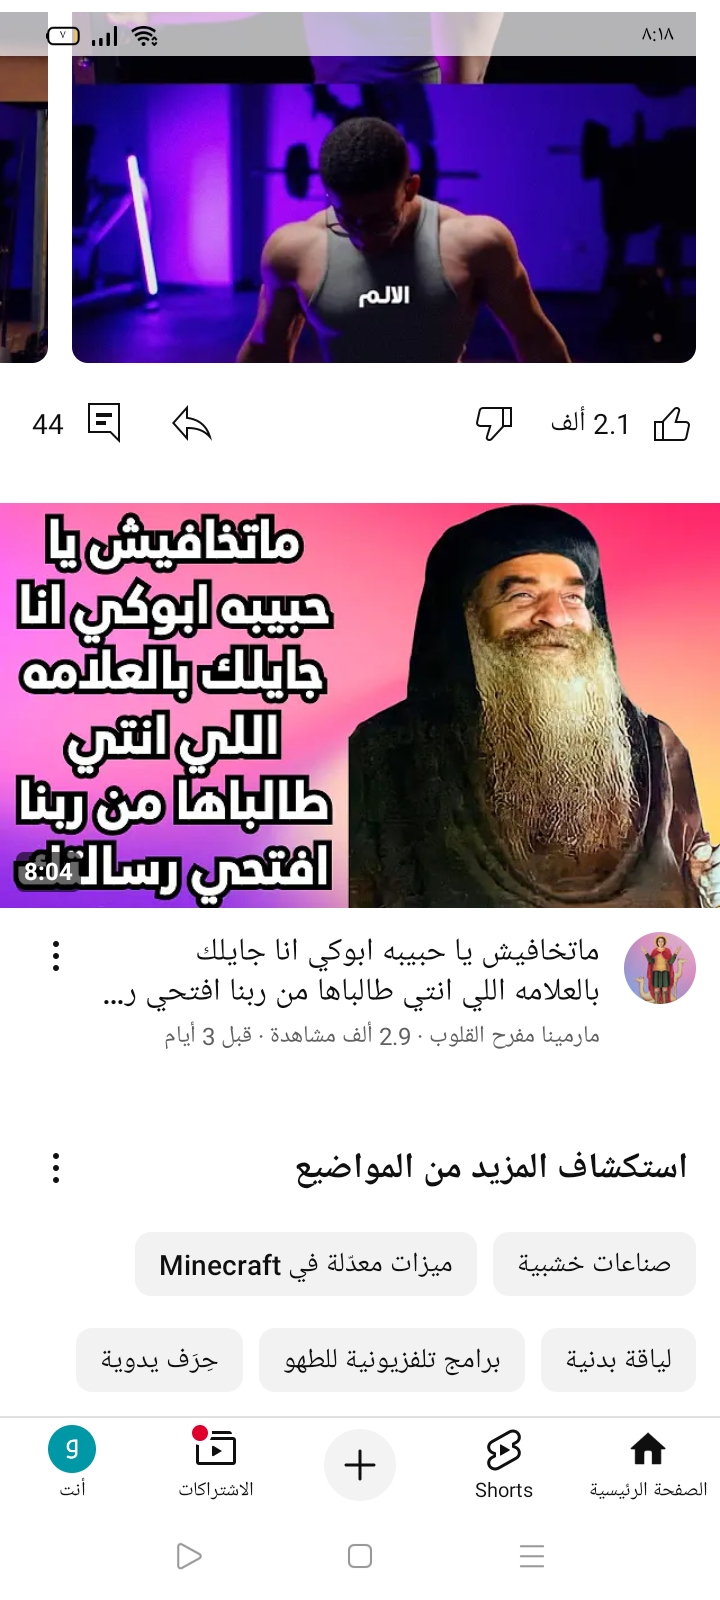 ٧
٨:١٨
الالم
2.1 ألف
44
ماتخافيش يا
حبيبه ابوكي انا
جايلك بالعلامه
اللي انتي
طالباها من ربنا
افتحي رسالتك
8:04
ماتخافيش يا حبيبه ابوكي انا جايلك
بالعلامه اللي انتي طالباها من ربنا افتحي ر...
مارمينا مفرح القلوب · 2.9 ألف مشاهدة · قبل 3 أيام
استكشاف المزيد من المواضيع
صناعات خشبية
ميزات معدّلة في Minecraft
لياقة بدنية
برامج تلفزيونية للطهو
حِرَف يدوية
الصفحة الرئيسية
Shorts
الاشتراكات
و
أنت